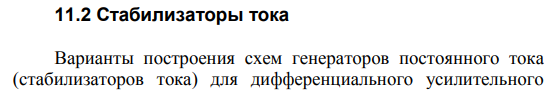 11.2 Стабилизаторы тока
Варианты построения схем генераторов постоянного тока
(стабилизаторов тока) для дифференциального усилительного